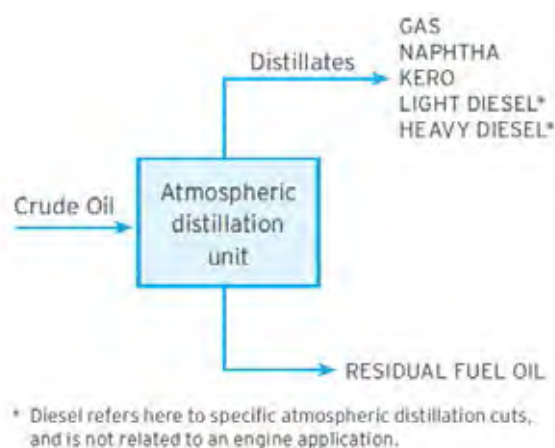 GAS
NAPHTHA
Distillates
KERO
LIGHT DIESEL*
HEAVY DIESEL*
Crude Oil
Atmospheric
distillation
unit
RESIDUAL FUEL OIL
* Diesel refers here to specific atmospheric distillation cuts,
and is not related to an engine application.